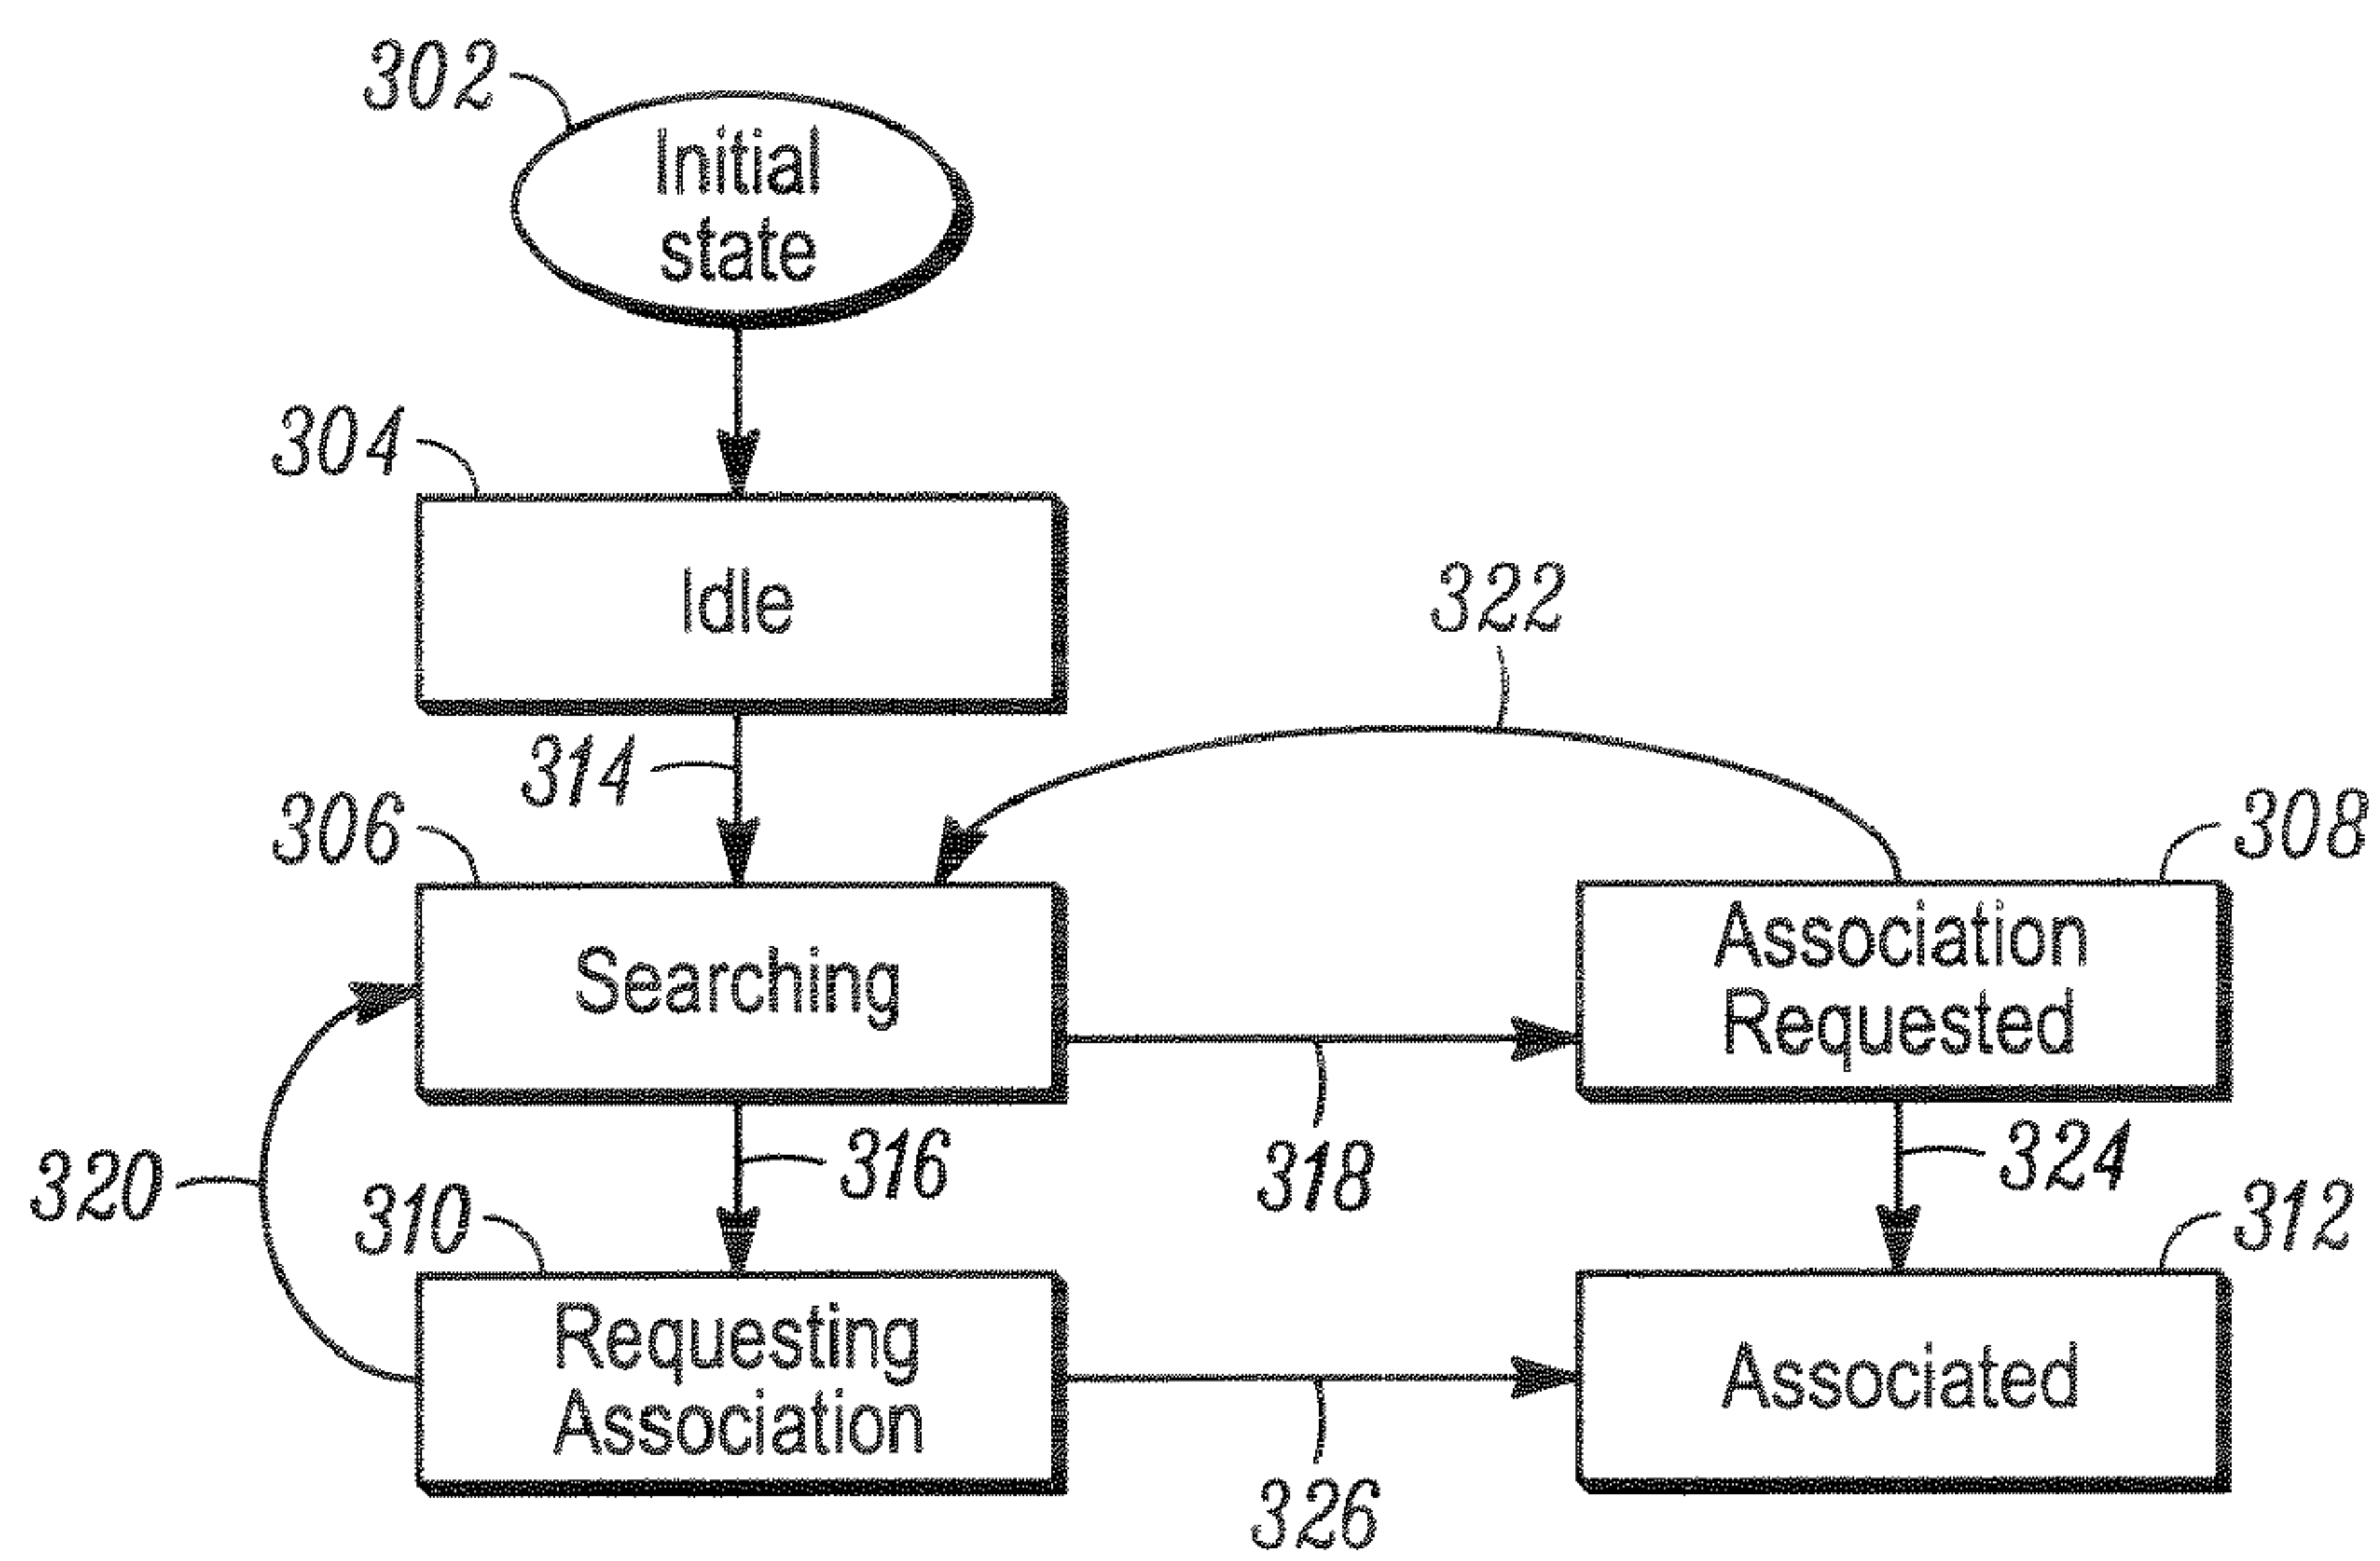 302
Initial
state
304
Idle
322
314
306
308
Searching
Association
Requested
316
318
324
320
310
312
Requesting
Association
Associated
326